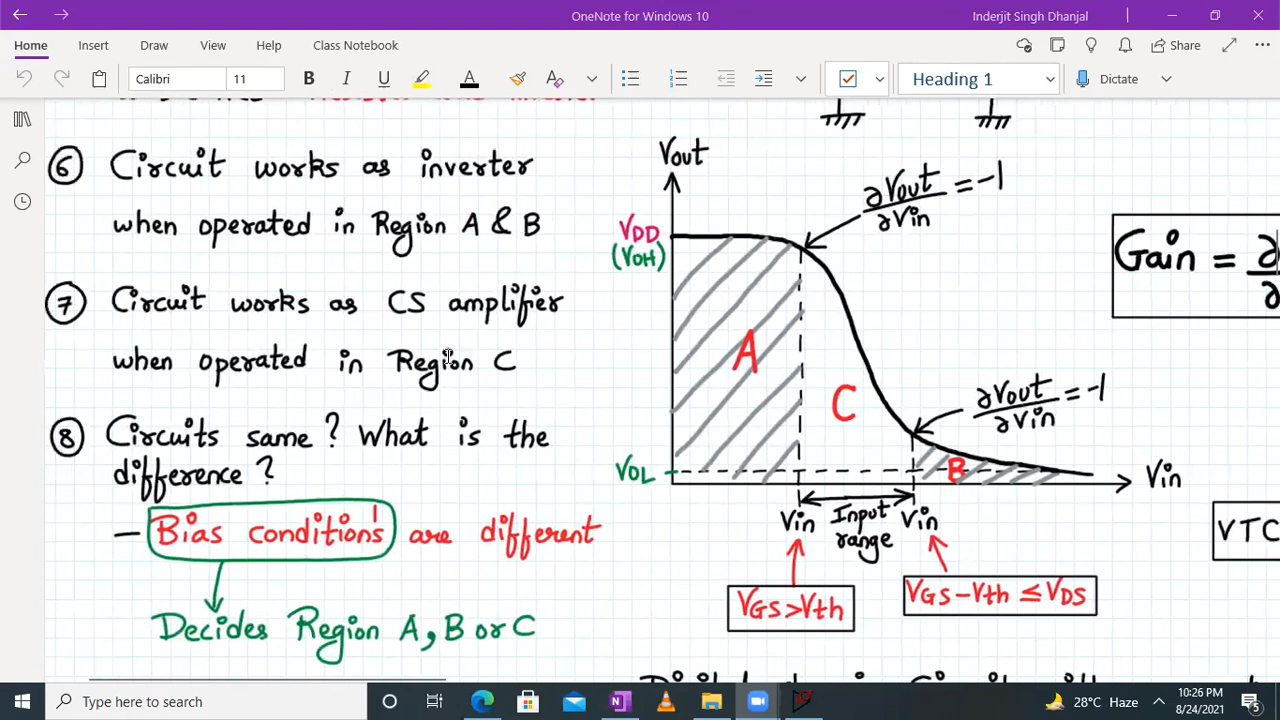 OneNote for Windows 10
Inderjit Singh Dhanjal
Home Insert Draw View Help Class Notebook
Share
Calibri 11 B I U A Heading 1 Dictate
⑥ Circuit works as inverter
when operated in Region A & B
⑦ Circuit works as CS amplifier
when operated in Region C
⑧ Circuits same? What is the
difference?
— Bias conditions are different
Decides Region A, B or C
Vout
VDD
(VOH)
VOL
∂Vout/∂Vin = -1
A
C
B
∂Vout/∂Vin = -1
Vin
Vin Input Vin
range
VGS>Vth
VGS-Vth ≤ VDS
Gain = ∂
∂
VTC
Type here to search
28°C Haze
10:26 PM
8/24/2021
5